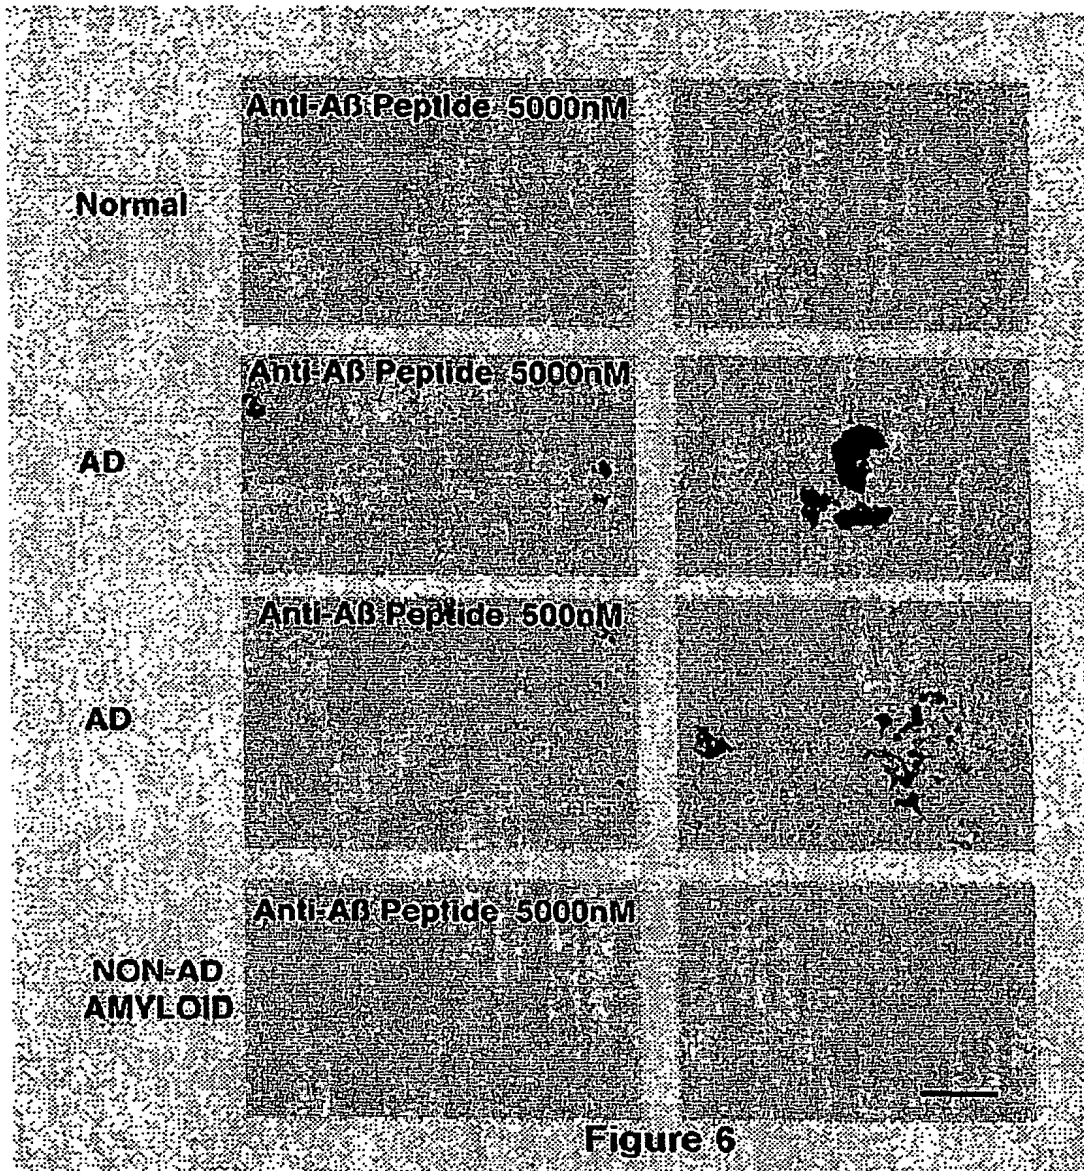 Anti-Aß Peptide 5000nM
Normal
Anti-Aß Peptide 5000nM
AD
Anti-Aß Peptide 500nM
AD
Anti-Aß Peptide 5000nM
NON-AD
AMYLOID
Figure 6